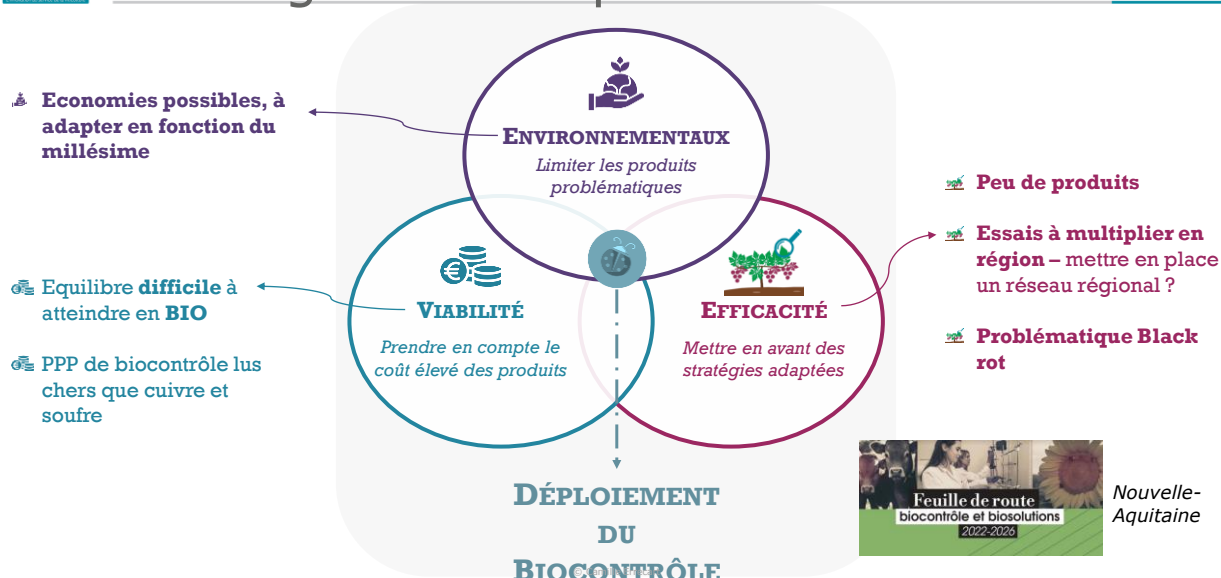 Economies possibles, à
adapter en fonction du
millésime
ENVIRONNEMENTAUX
Limiter les produits
problématiques
Peu de produits
Essais à multiplier en
région – mettre en place
un réseau régional ?
Problématique Black
rot
Equilibre difficile à
atteindre en BIO
PPP de biocontrôle lus
chers que cuivre et
soufre
VIABILITÉ
Prendre en compte le
coût élevé des produits
EFFICACITÉ
Mettre en avant des
stratégies adaptées
DÉPLOIEMENT
DU
BIOCONTRÔLE
Feuille de route
biocontrôle et biosolutions
2022-2026
Nouvelle-
Aquitaine